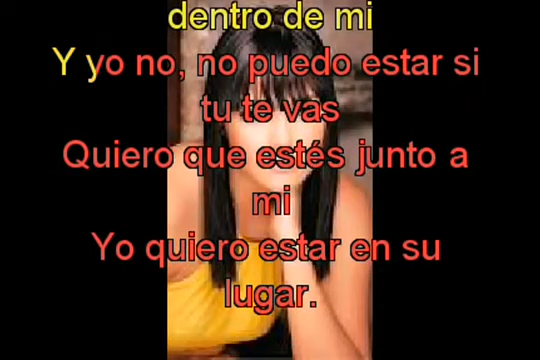 dentro de mi
Y yo no, no puedo estar si
tu te vas
Quiero que estés junto a
mi
Yo quiero estar en su
lugar.